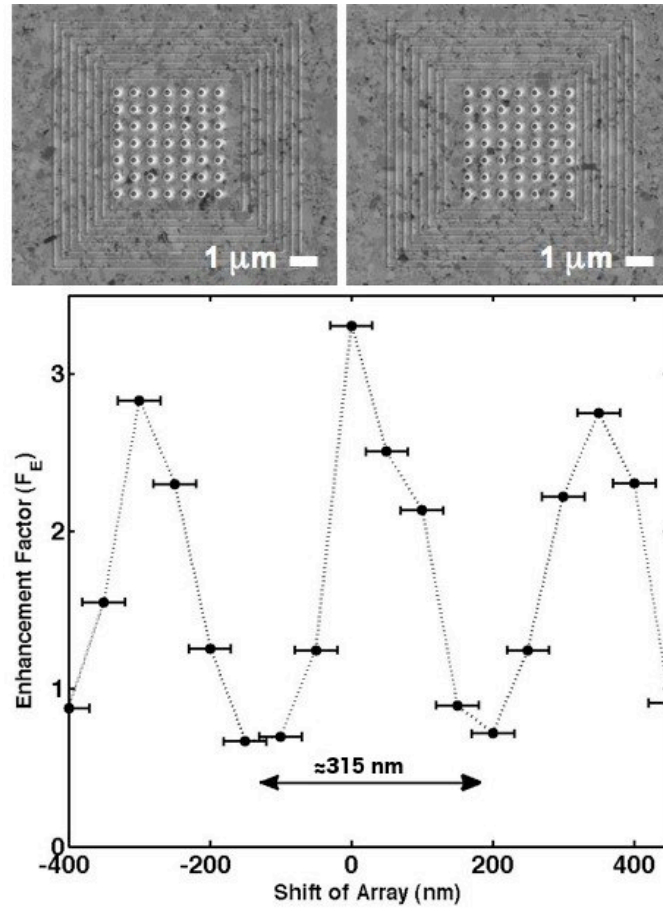 1 μm
1 μm
3
2
1
0
Enhancement Factor (F_E)
≈315 nm
-400
-200
0
200
400
Shift of Array (nm)